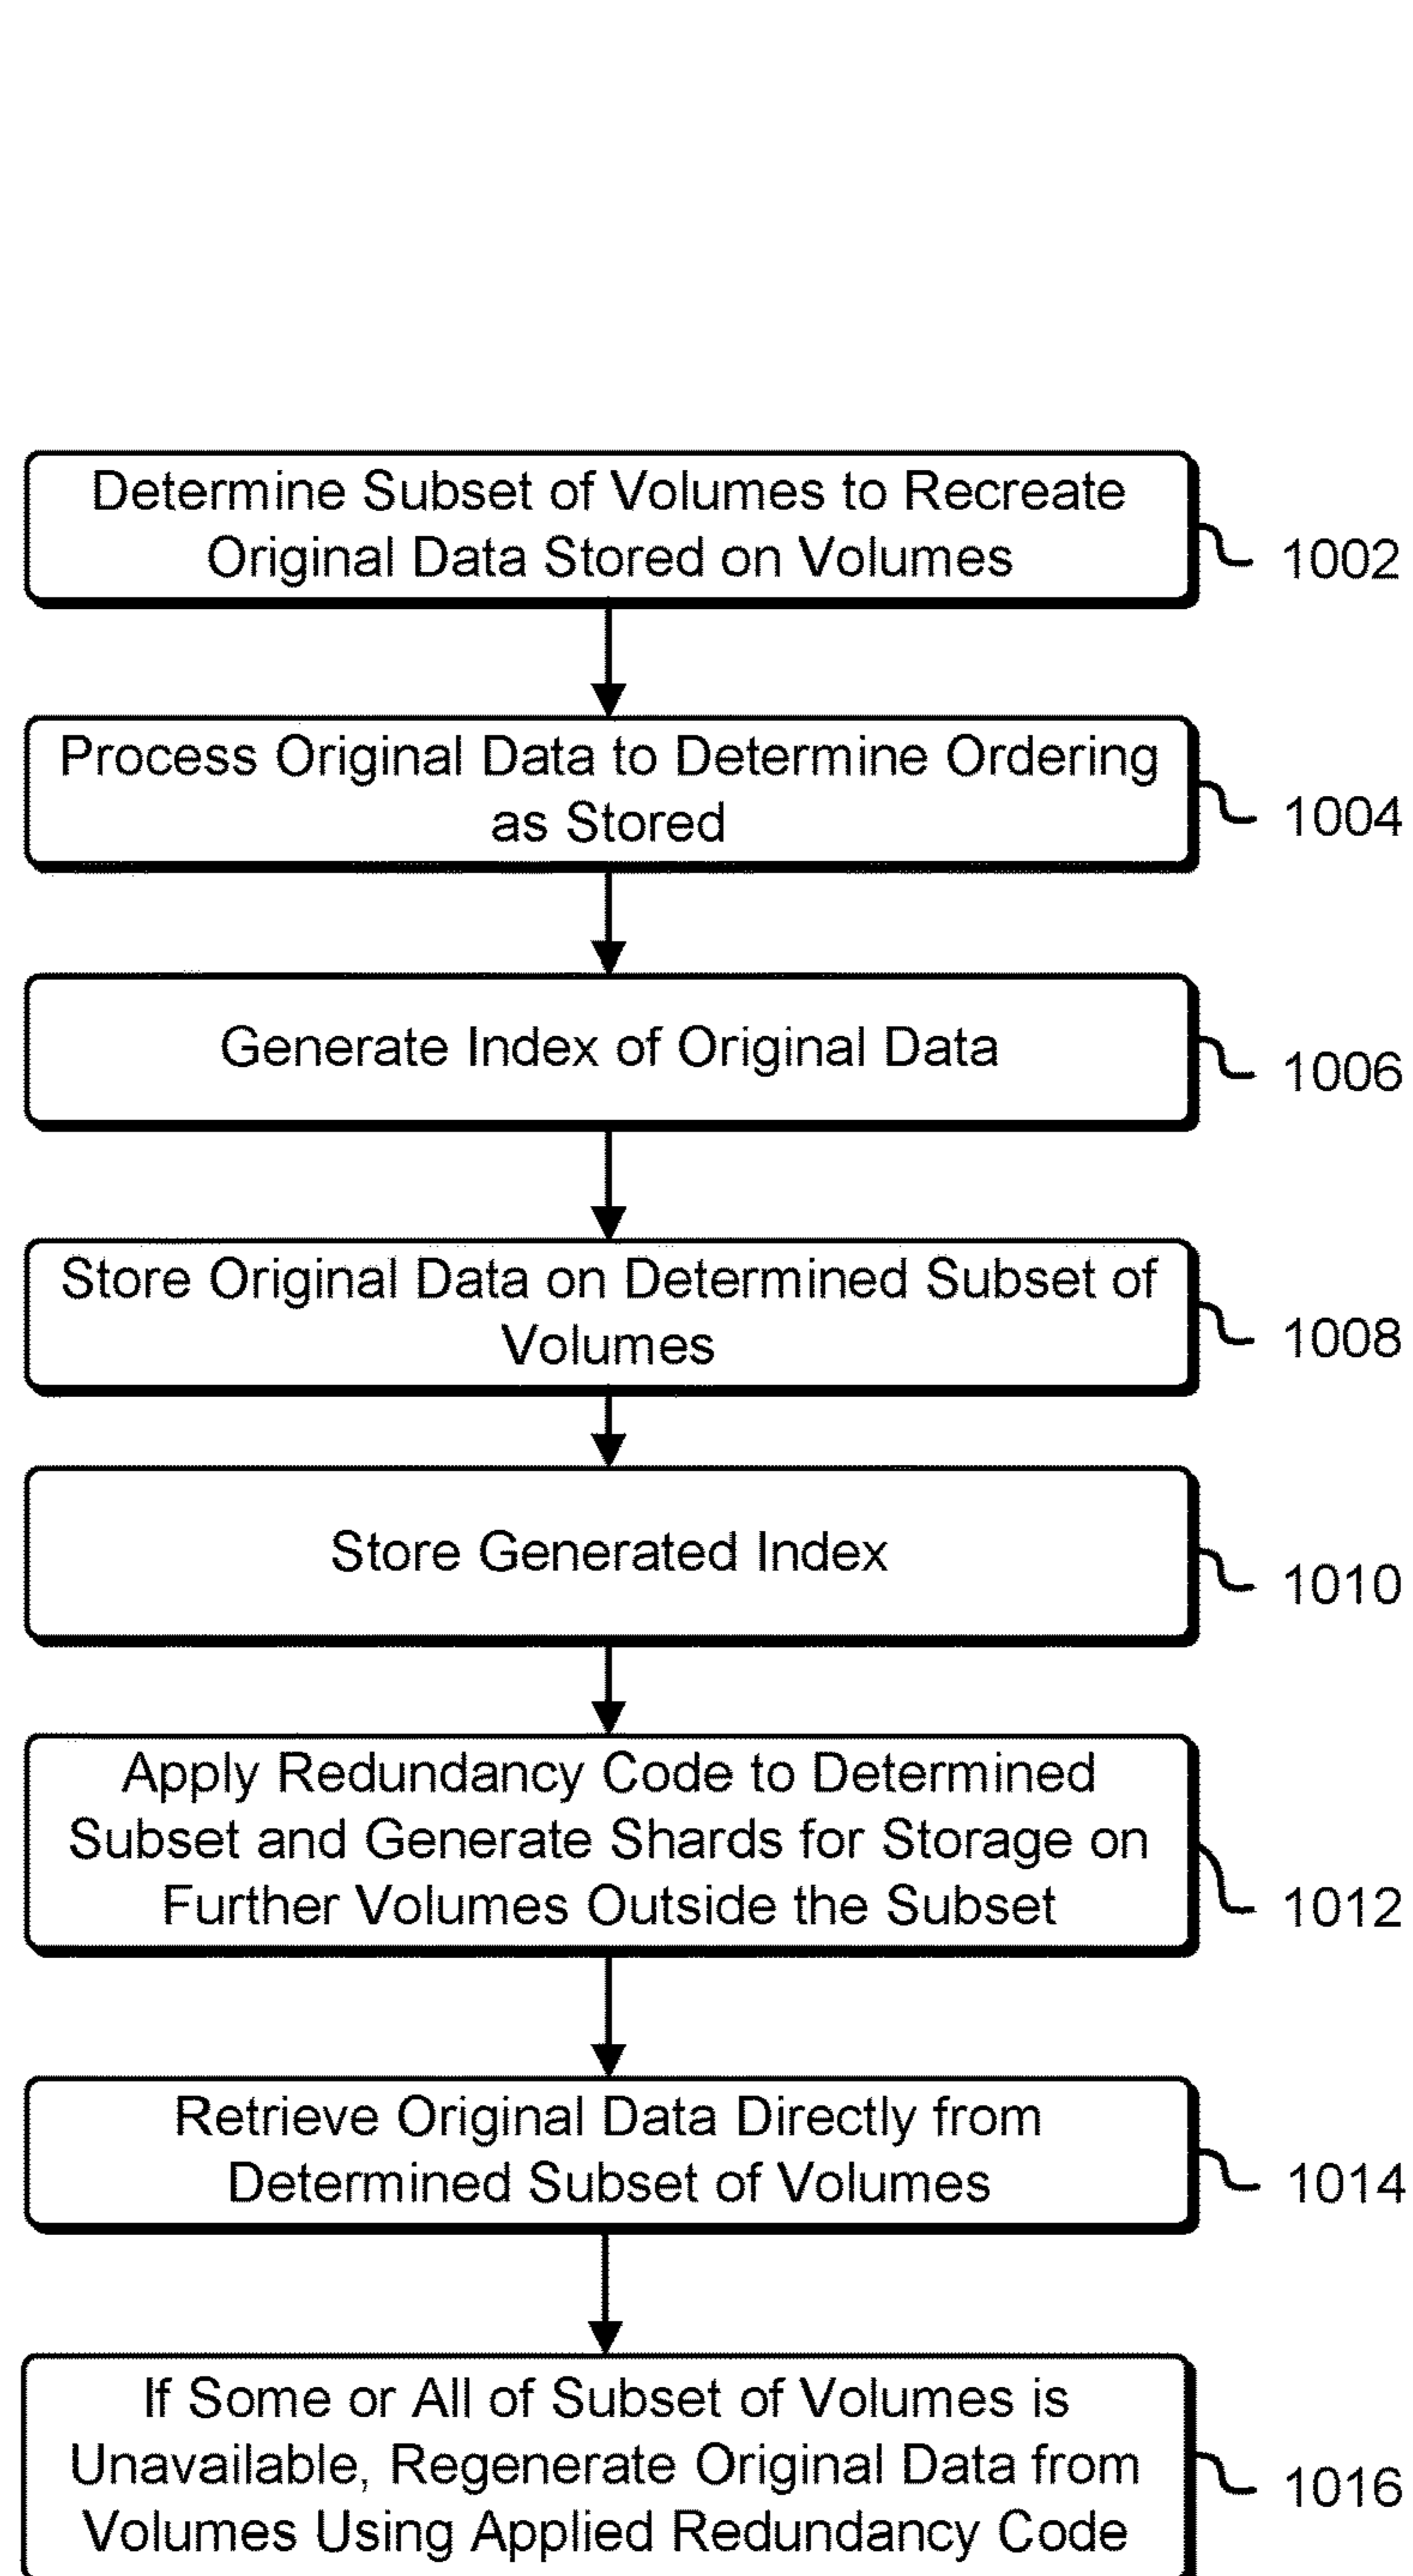 Determine Subset of Volumes to Recreate
Original Data Stored on Volumes
1002
Process Original Data to Determine Ordering
as Stored
1004
Generate Index of Original Data
1006
Store Original Data on Determined Subset of
Volumes
1008
Store Generated Index
1010
Apply Redundancy Code to Determined
Subset and Generate Shards for Storage on
Further Volumes Outside the Subset
1012
Retrieve Original Data Directly from
Determined Subset of Volumes
1014
If Some or All of Subset of Volumes is
Unavailable, Regenerate Original Data from
Volumes Using Applied Redundancy Code
1016